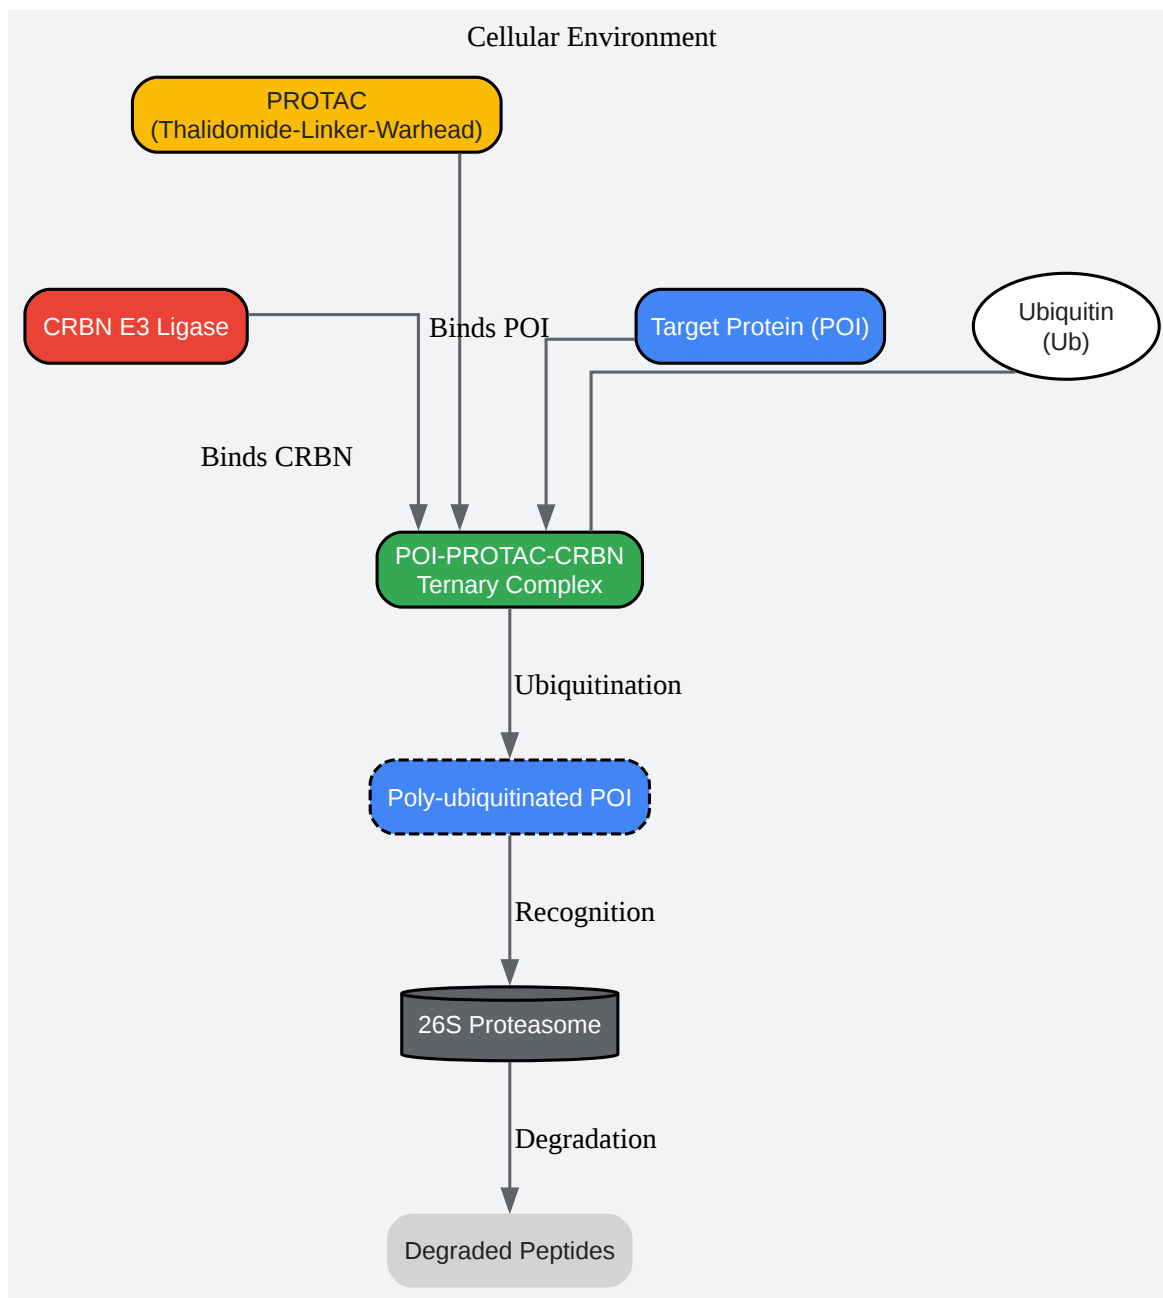 Cellular Environment
PROTAC
(Thalidomide-Linker-Warhead)
CRBN E3 Ligase
Binds POI
Target Protein (POI)
Ubiquitin
(Ub)
Binds CRBN
POI-PROTAC-CRBN
Ternary Complex
Ubiquitination
Poly-ubiquitinated POI
Recognition
26S Proteasome
Degradation
Degraded Peptides